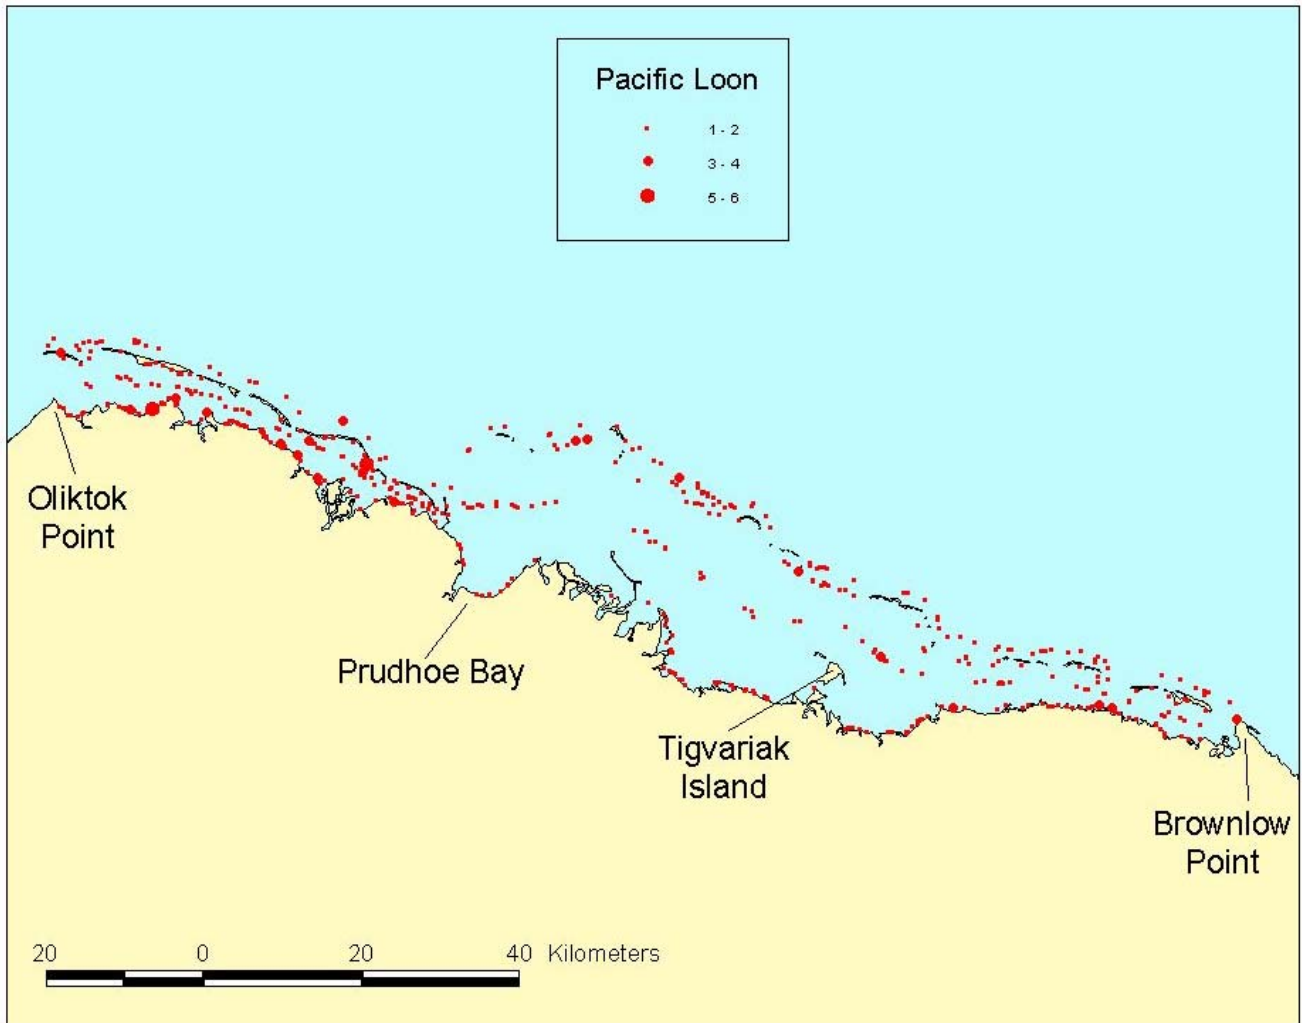 Pacific Loon
1 - 2
3 - 4
5 - 6
Oliktok
Point
Prudhoe Bay
Tigvariak
Island
Brownlow
Point
20 0 20 40 Kilometers